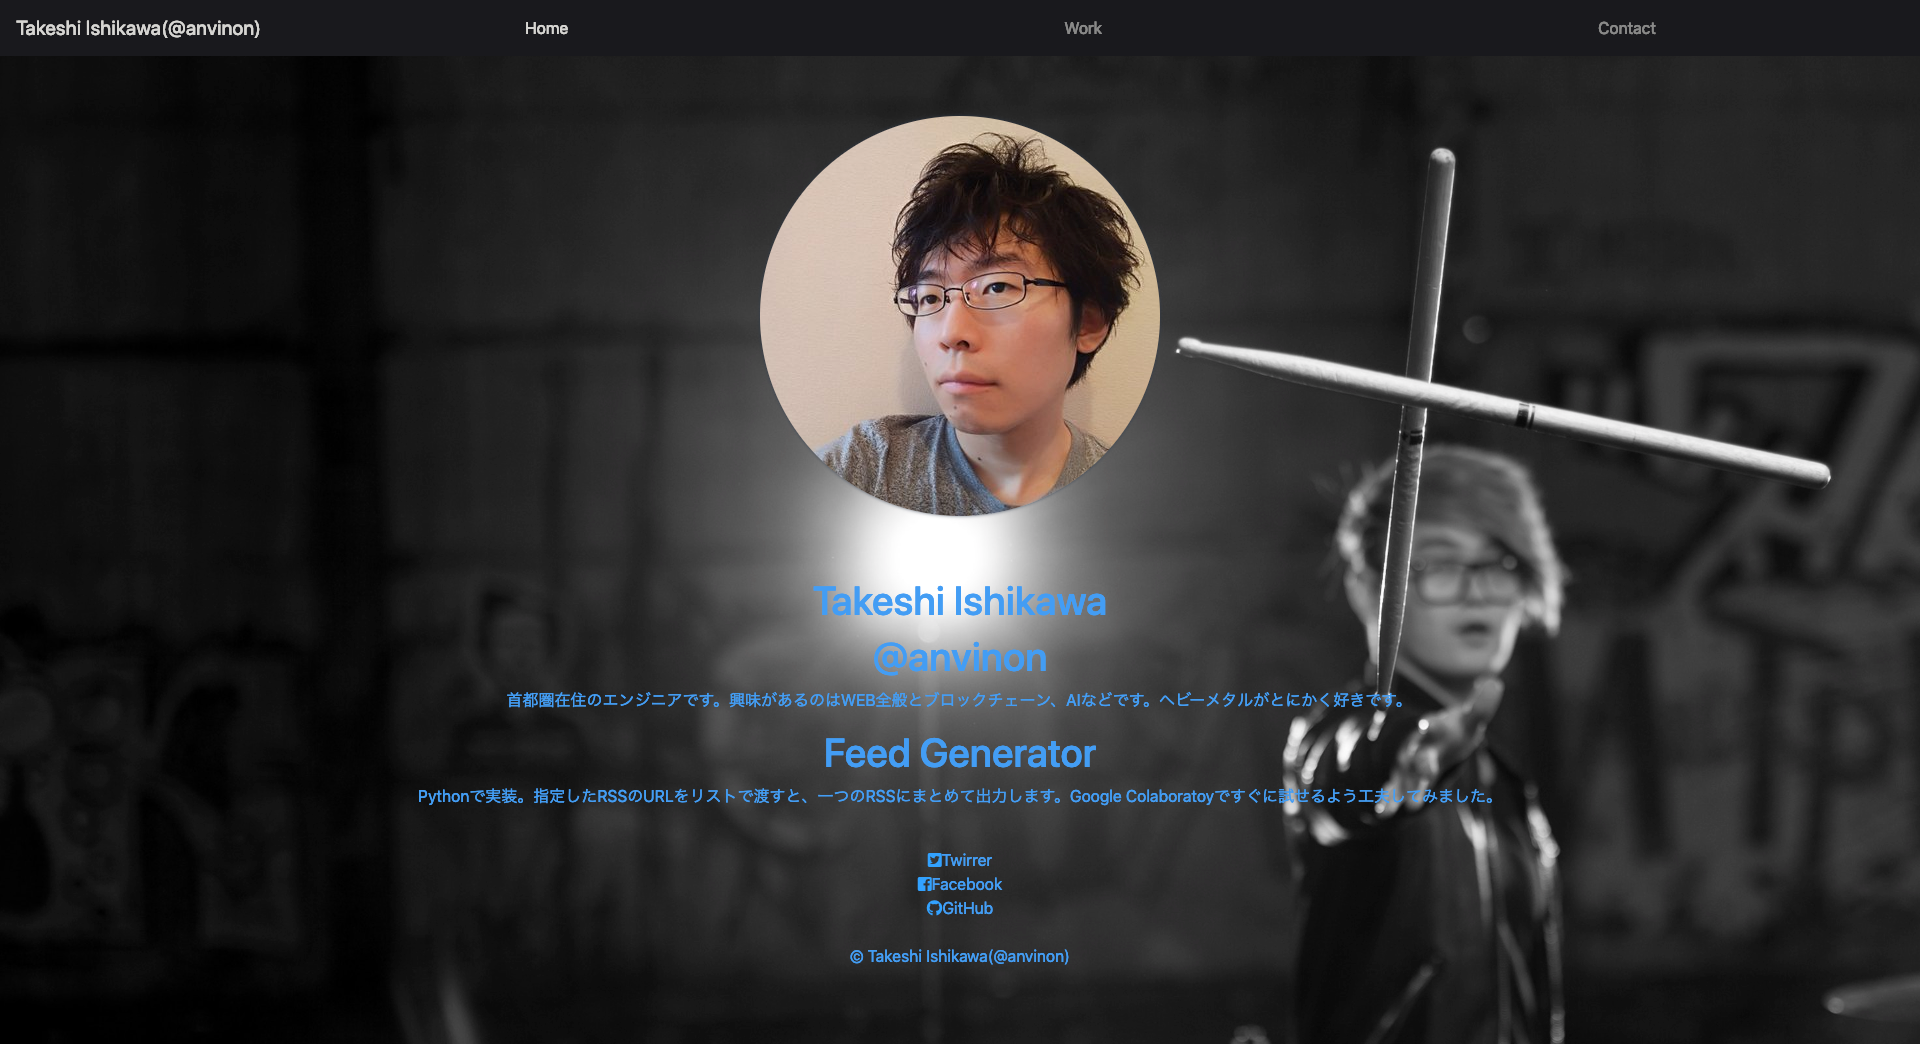 Takeshi Ishikawa(@anvinon)
Home
Work
Contact
Takeshi Ishikawa
@anvinon
首都圏在住のエンジニアです。興味があるのはWEB全般とブロックチェーン、AIなどです。ヘビーメタルがとにかく好きです。
Feed Generator
Pythonで実装。指定したRSSのURLをリストで渡すと、一つのRSSにまとめて出力します。Google Colaboratoyですぐに試せるよう工夫してみました。
Twirrer
Facebook
GitHub
© Takeshi Ishikawa(@anvinon)